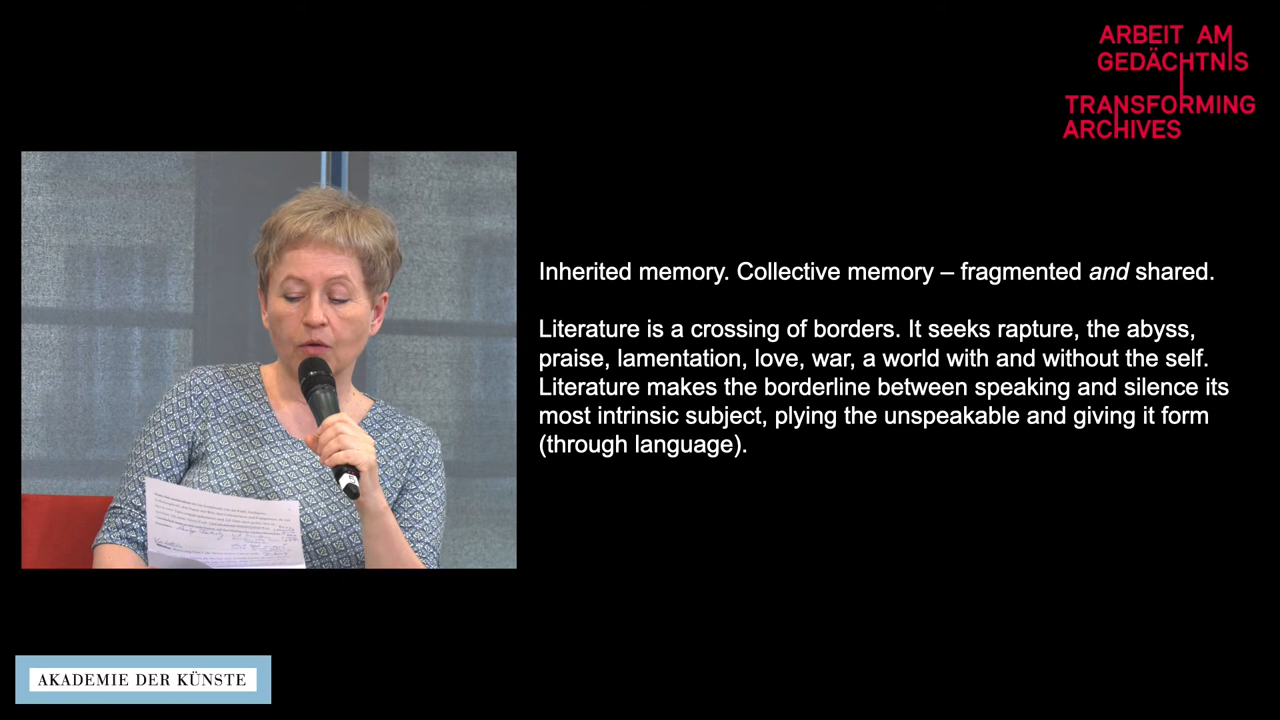 ARBEIT AM
GEDÄCHTNIS
TRANSFORMING
ARCHIVES
Inherited memory. Collective memory – fragmented and shared.
Literature is a crossing of borders. It seeks rapture, the abyss,
praise, lamentation, love, war, a world with and without the self.
Literature makes the borderline between speaking and silence its
most intrinsic subject, plying the unspeakable and giving it form
(through language).
AKADEMIE DER KÜNSTE